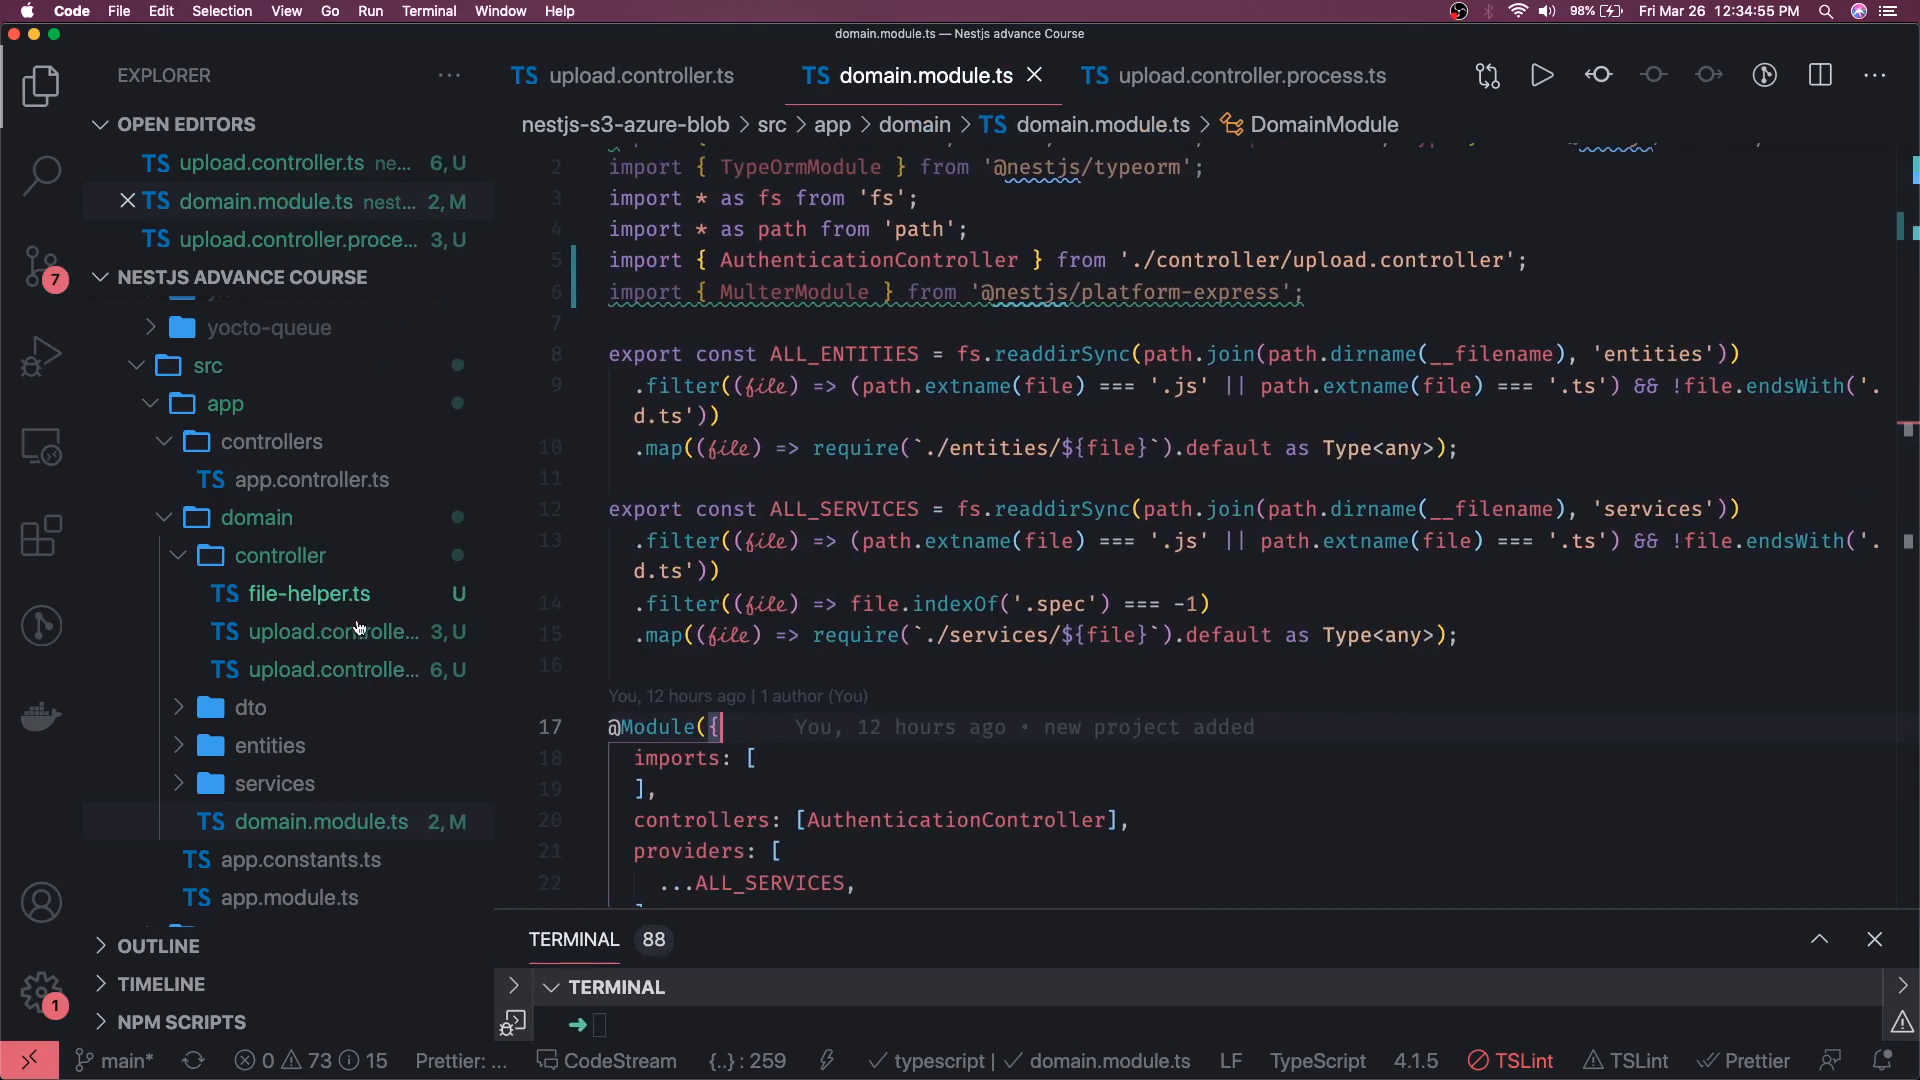 Code File Edit Selection View Go Run Terminal Window Help
98% Fri Mar 26 12:34:55 PM
domain.module.ts — Nestjs advance Course
EXPLORER
OPEN EDITORS
TS upload.controller.ts ne... 6, U
TS domain.module.ts nest... 2, M
TS upload.controller.proce... 3, U
NESTJS ADVANCE COURSE
yocto-queue
src
app
controllers
TS app.controller.ts
domain
controller
TS file-helper.ts U
TS upload.controlle... 3, U
TS upload.controlle... 6, U
dto
entities
services
TS domain.module.ts 2, M
TS app.constants.ts
TS app.module.ts
OUTLINE
TIMELINE
NPM SCRIPTS
7
1
TS upload.controller.ts TS domain.module.ts TS upload.controller.process.ts
nestjs-s3-azure-blob > src > app > domain > TS domain.module.ts > DomainModule
2 import { TypeOrmModule } from '@nestjs/typeorm';
3 import * as fs from 'fs';
4 import * as path from 'path';
5 import { AuthenticationController } from './controller/upload.controller';
6 import { MulterModule } from '@nestjs/platform-express';
7
8 export const ALL_ENTITIES = fs.readdirSync(path.join(path.dirname(__filename), 'entities'))
9 .filter((file) => (path.extname(file) === '.js' || path.extname(file) === '.ts') && !file.endsWith('.
d.ts'))
10 .map((file) => require(`./entities/${file}`).default as Type<any>);
11
12 export const ALL_SERVICES = fs.readdirSync(path.join(path.dirname(__filename), 'services'))
13 .filter((file) => (path.extname(file) === '.js' || path.extname(file) === '.ts') && !file.endsWith('.
d.ts'))
14 .filter((file) => file.indexOf('.spec') === -1)
15 .map((file) => require(`./services/${file}`).default as Type<any>);
16
You, 12 hours ago | 1 author (You)
17 @Module({ You, 12 hours ago • new project added
18 imports: [
19 ],
20 controllers: [AuthenticationController],
21 providers: [
22 ...ALL_SERVICES,
TERMINAL 88
TERMINAL
main* 0 73 15 Prettier: ... CodeStream {..} : 259 typescript | domain.module.ts LF TypeScript 4.1.5 TSLint TSLint Prettier